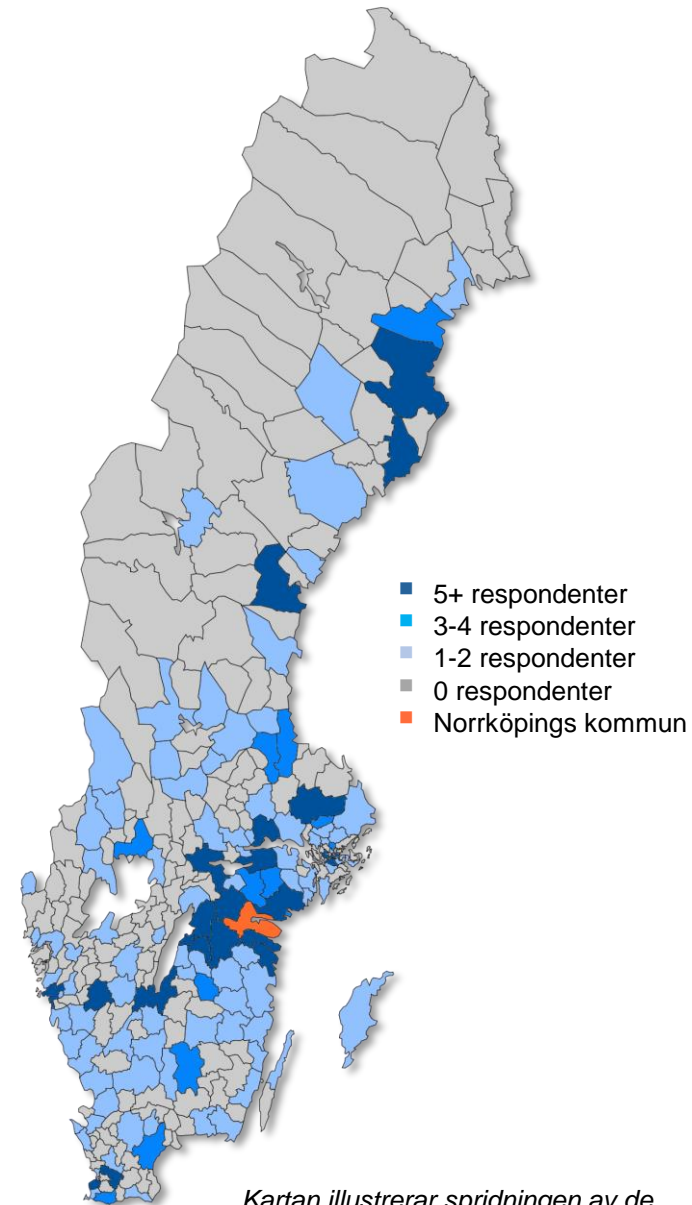 5+ respondenter
3-4 respondenter
1-2 respondenter
0 respondenter
Norrköpings kommun
Kartan illustrerar spridningen av de